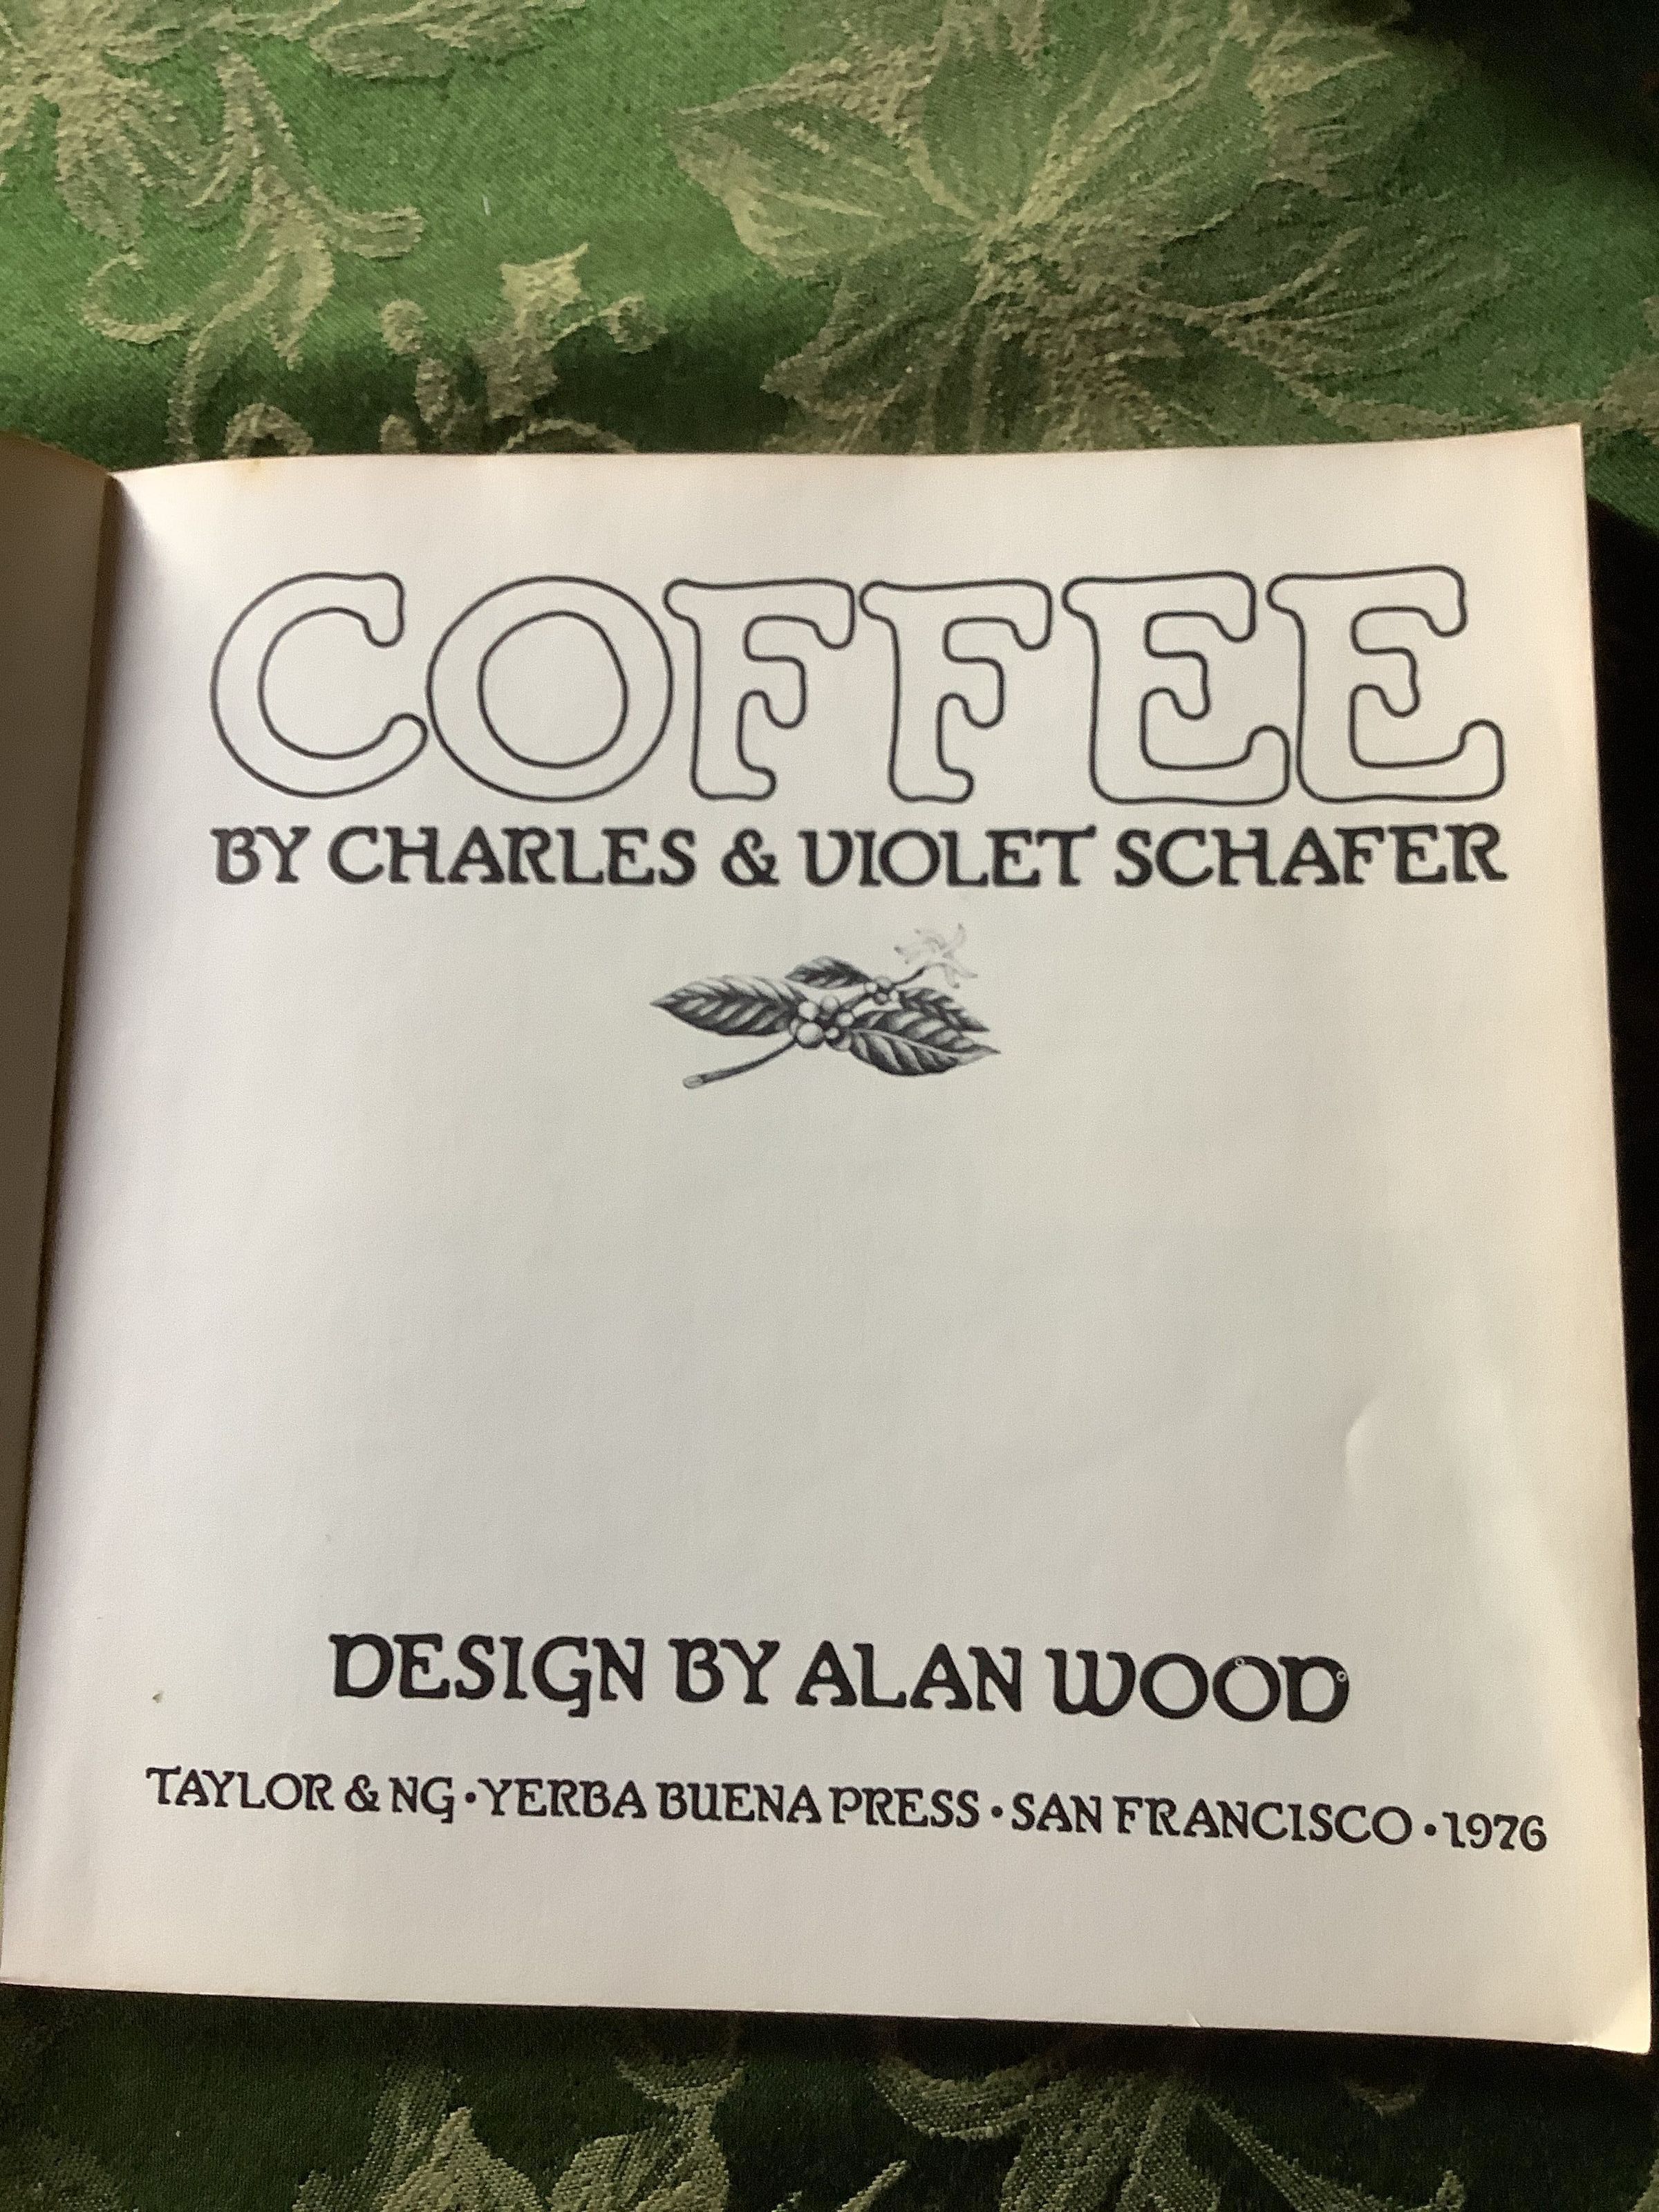 COFFEE
BY CHARLES & VIOLET SCHAFER
DESIGN BY ALAN WOOD
TAYLOR & NG • YERBA BUENA PRESS • SAN FRANCISCO • 1976